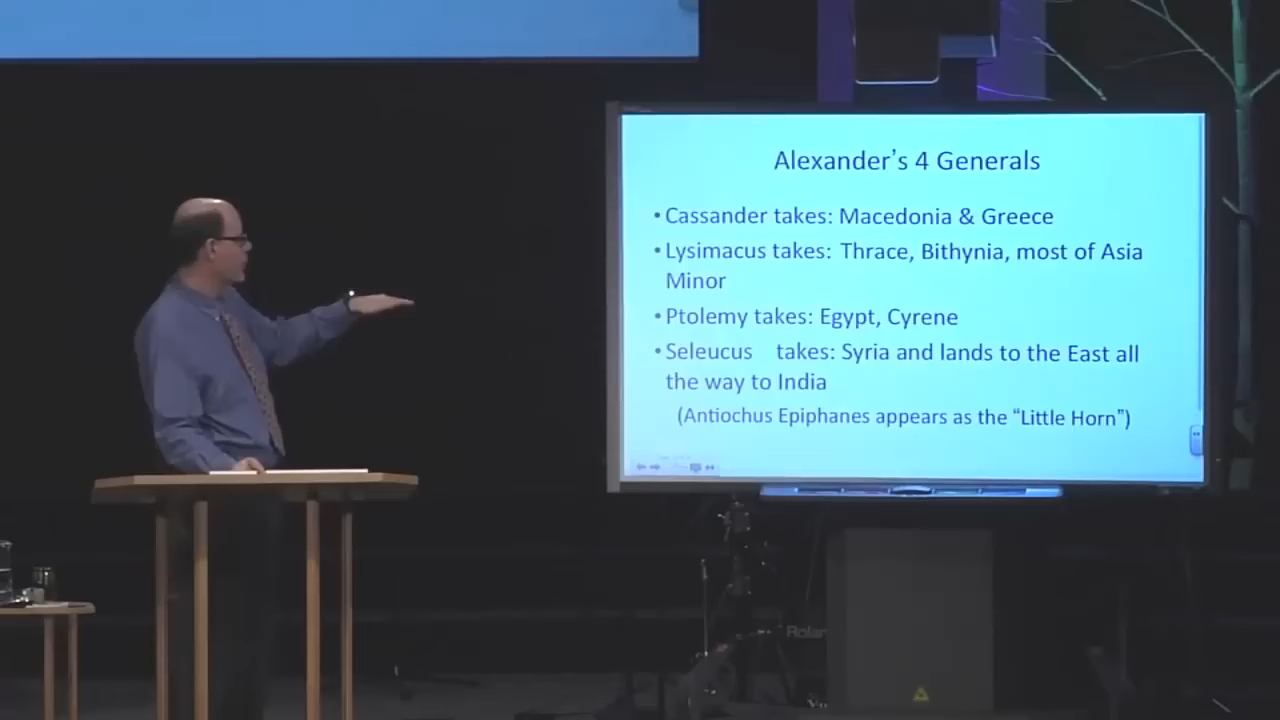 Alexander’s 4 Generals
•Cassander takes: Macedonia & Greece
•Lysimacus takes: Thrace, Bithynia, most of Asia
Minor
•Ptolemy takes: Egypt, Cyrene
•Seleucus takes: Syria and lands to the East all
the way to India
(Antiochus Epiphanes appears as the “Little Horn”)
Roland